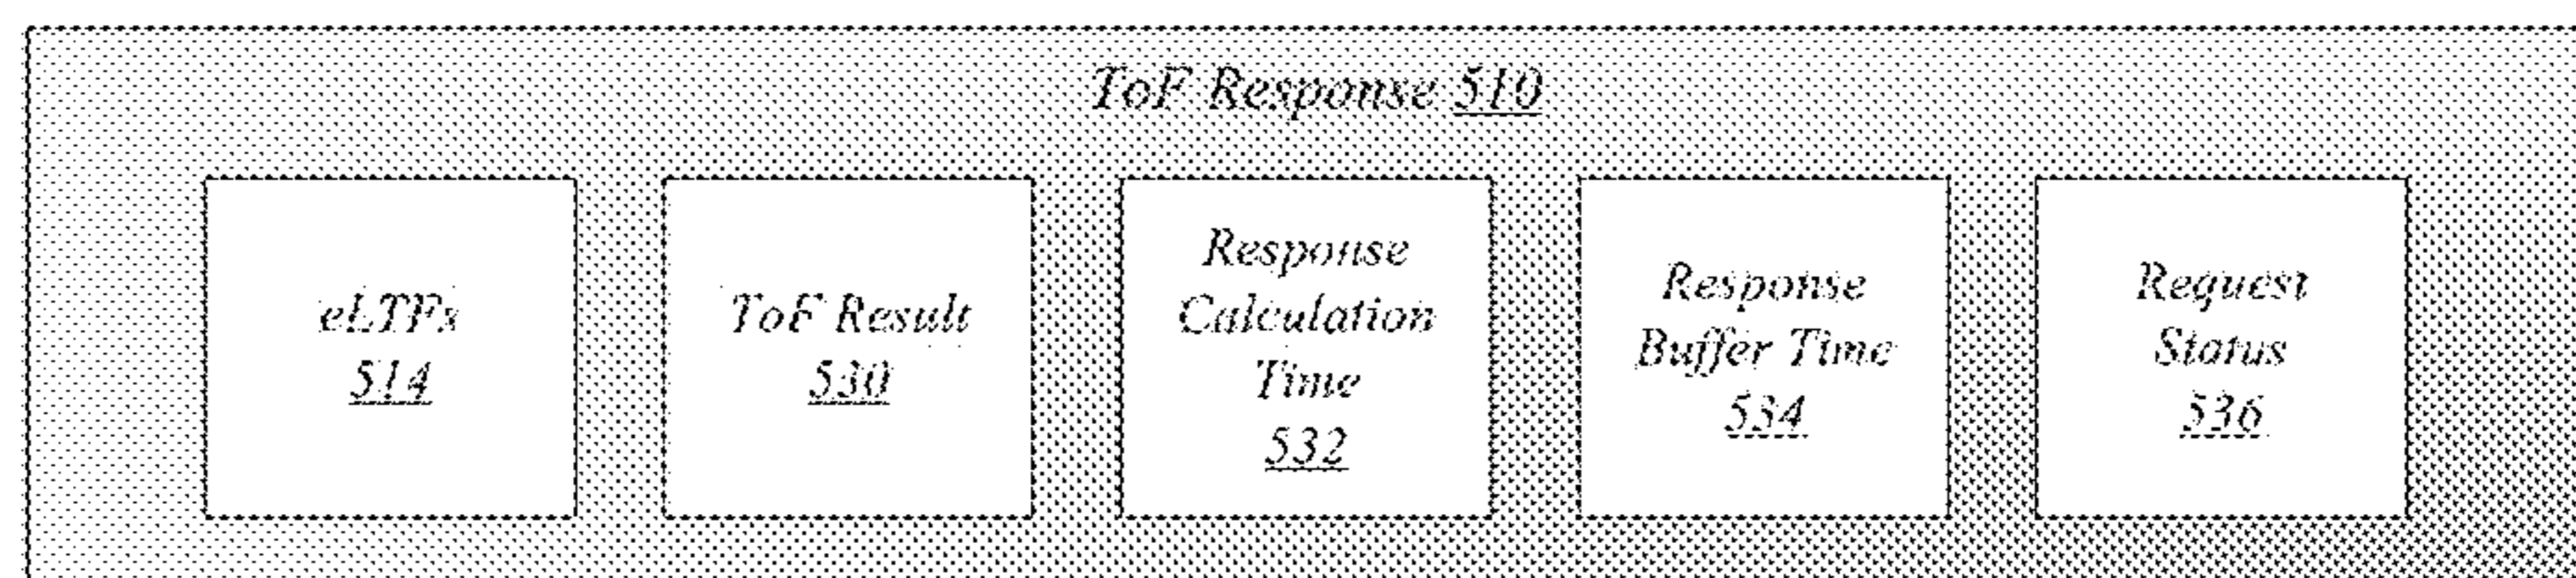 ToF Response 510
eLTFs
514
ToF Result
530
Response
Calculation
Time
532
Response
Buffer Time
534
Request
Status
536